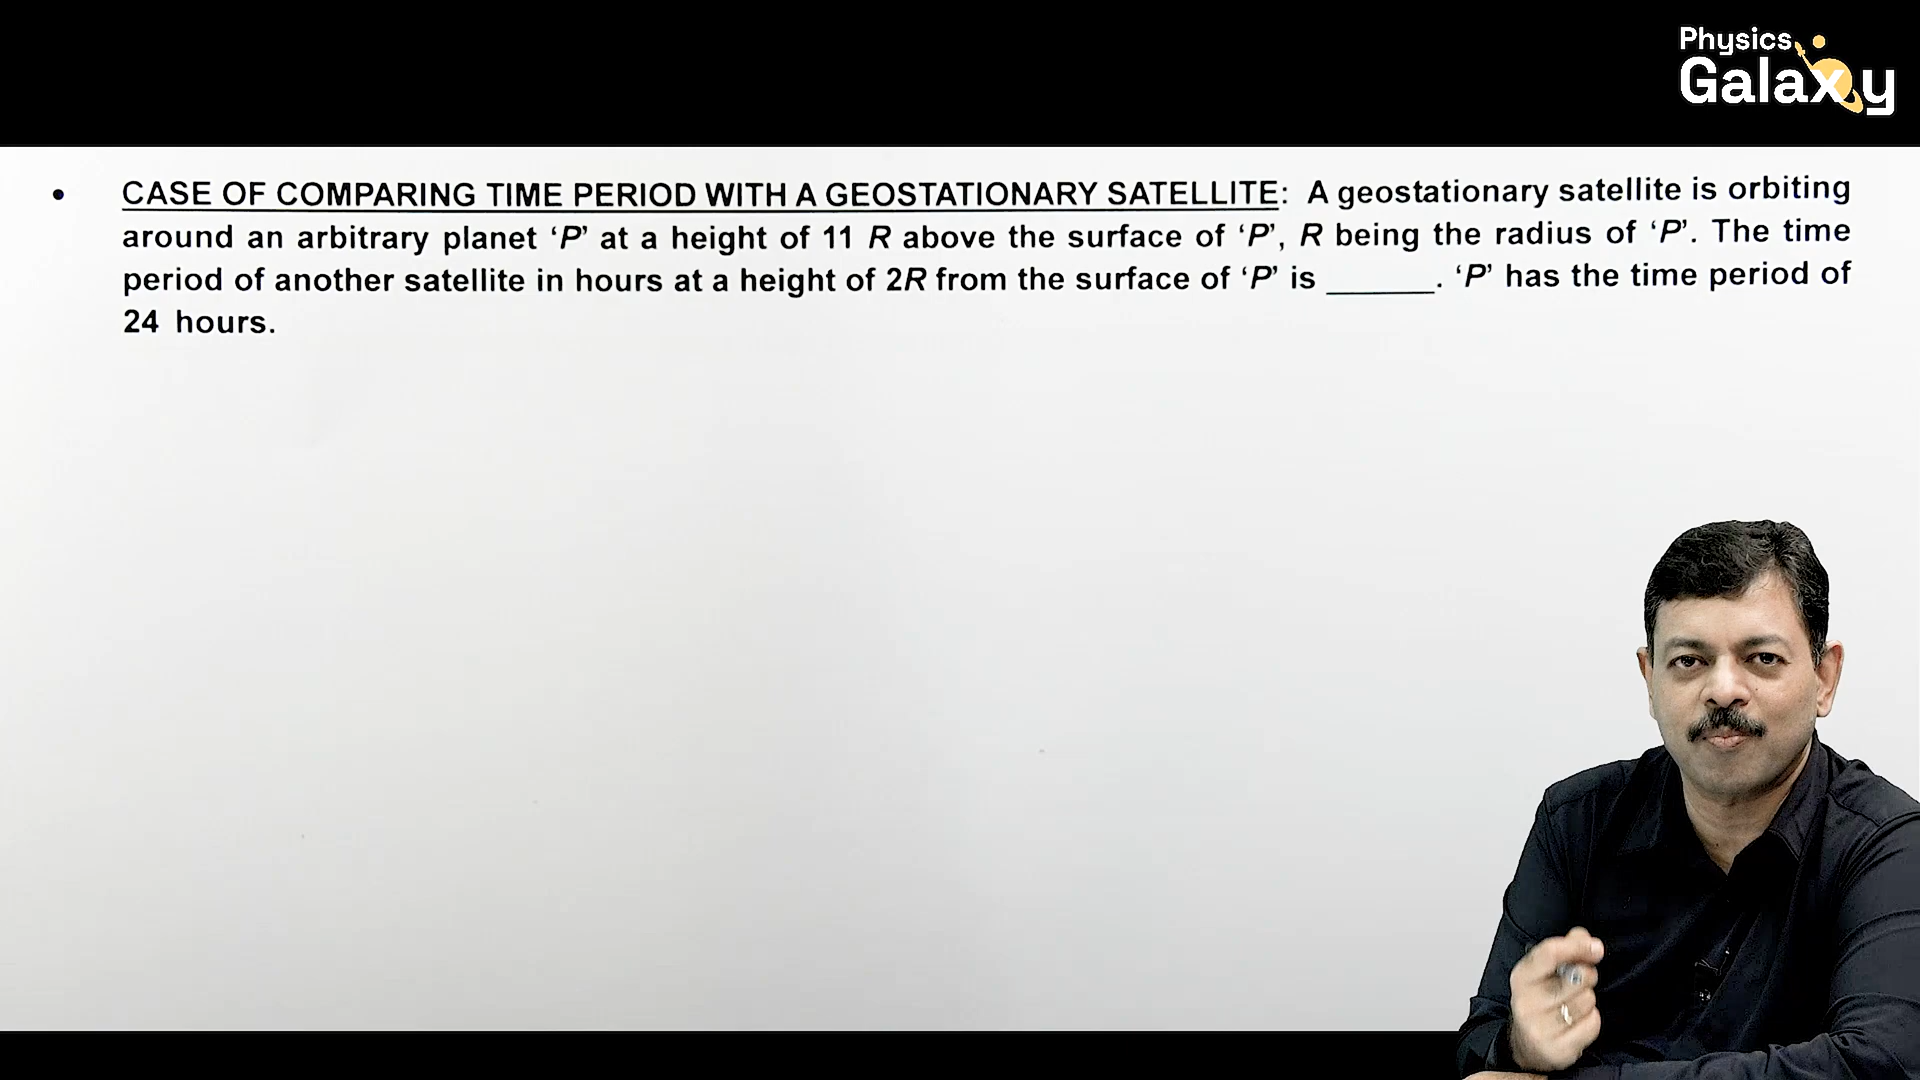 Physics
Galaxy
• CASE OF COMPARING TIME PERIOD WITH A GEOSTATIONARY SATELLITE: A geostationary satellite is orbiting
around an arbitrary planet ‘P’ at a height of 11 R above the surface of ‘P’, R being the radius of ‘P’. The time
period of another satellite in hours at a height of 2R from the surface of ‘P’ is ______. ‘P’ has the time period of
24 hours.